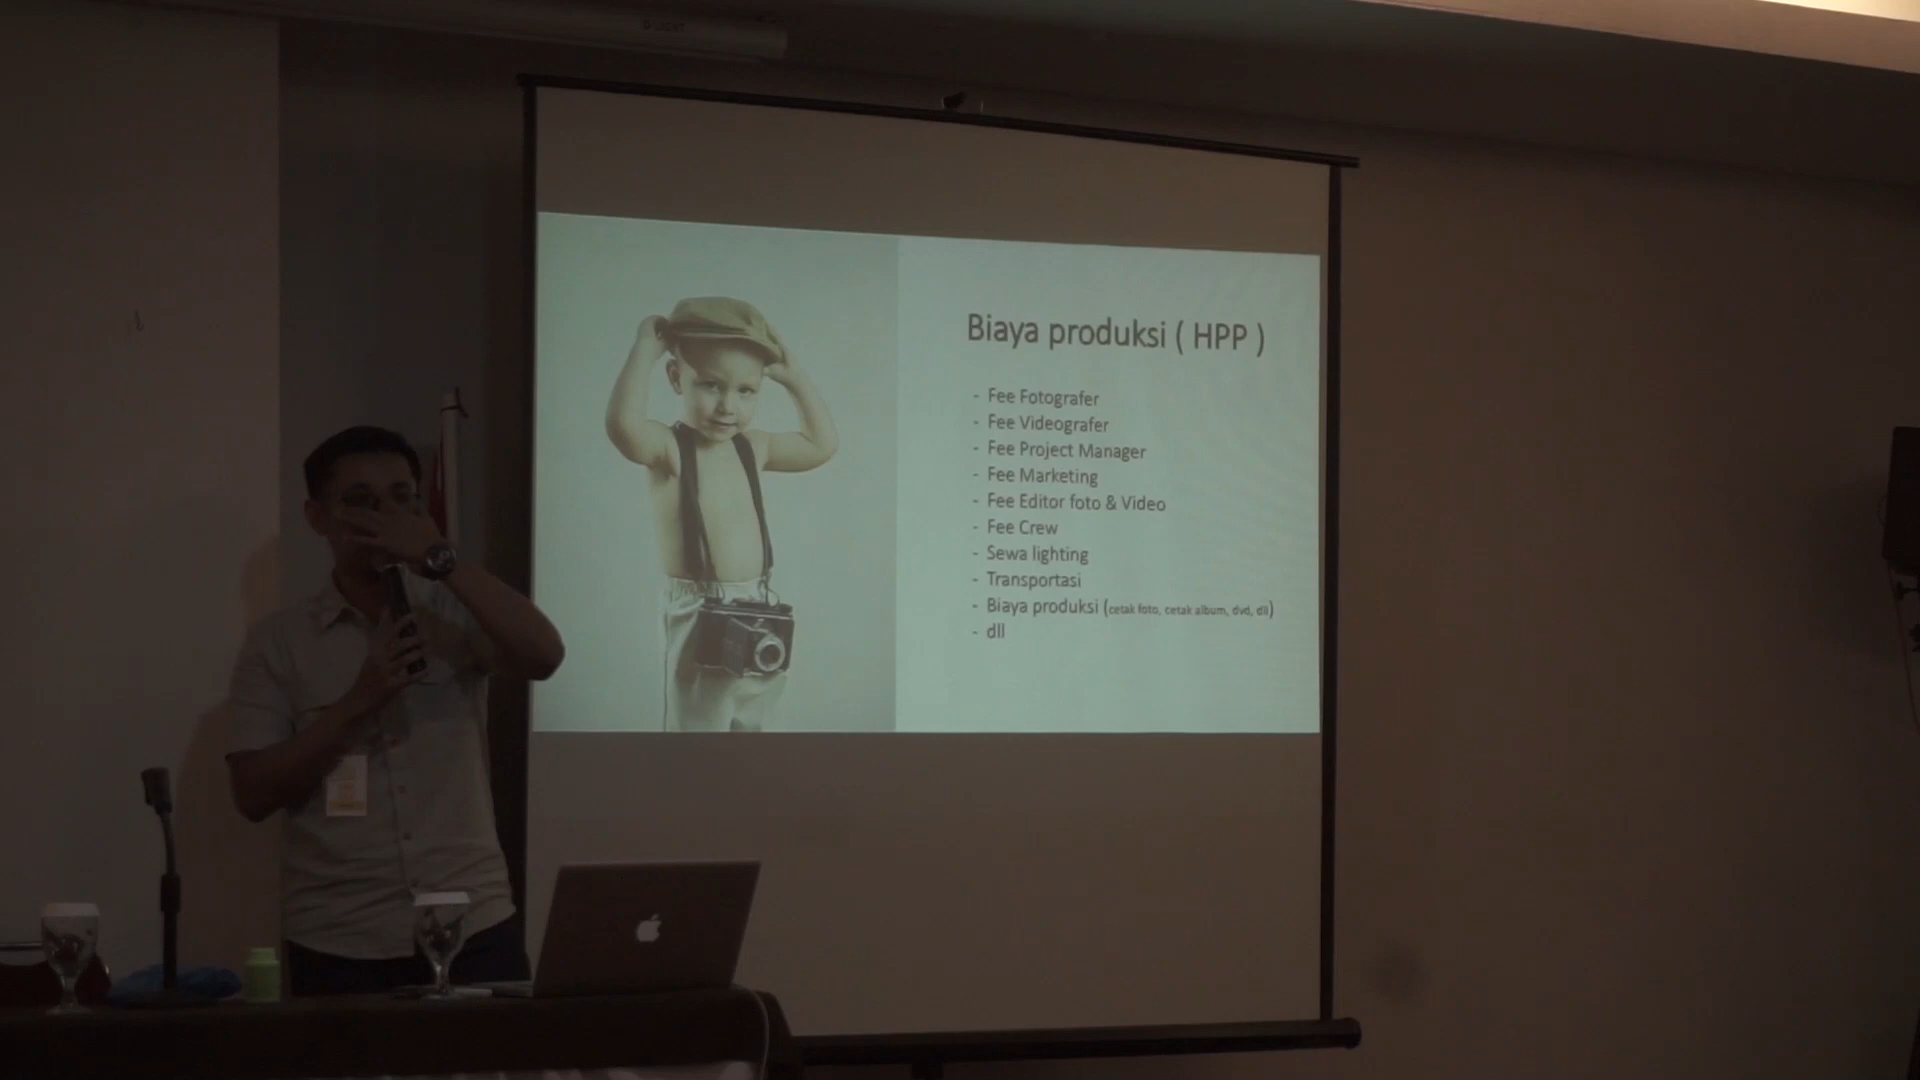 Biaya produksi ( HPP )
- Fee Fotografer
- Fee Videografer
- Fee Project Manager
- Fee Marketing
- Fee Editor foto & Video
- Fee Crew
- Sewa lighting
- Transportasi
- Biaya produksi (cetak foto, cetak album, dvd, dll)
- dll